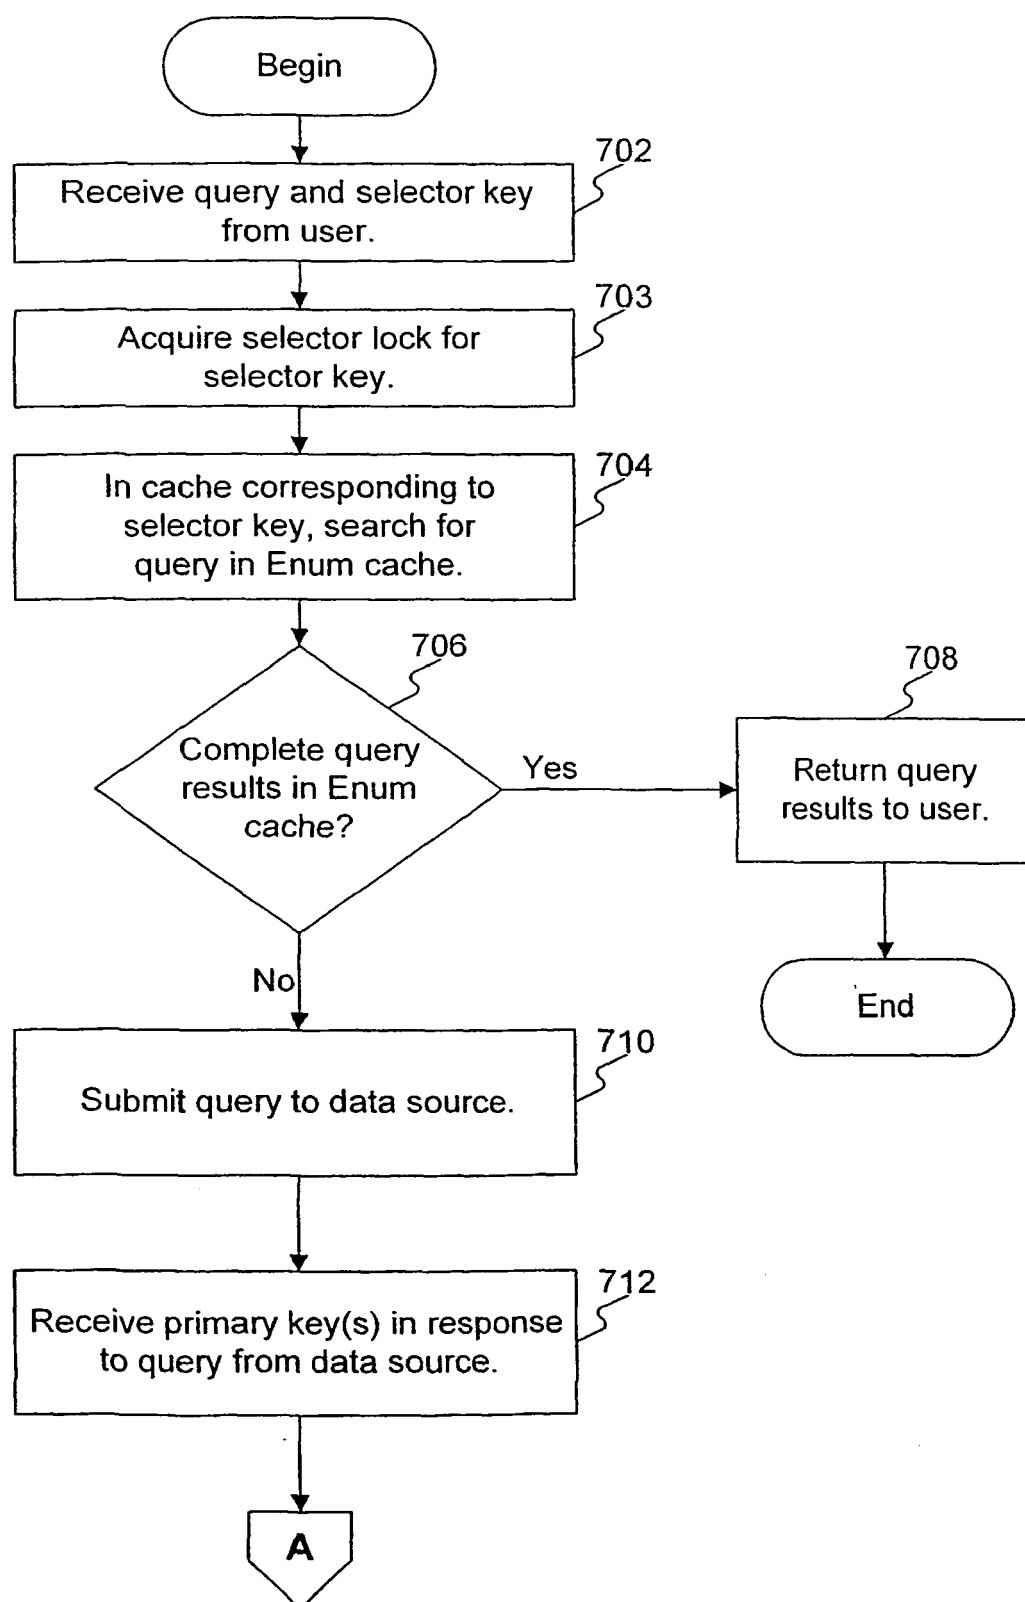 Begin
702
Receive query and selector key
from user.
703
Acquire selector lock for
selector key.
704
In cache corresponding to
selector key, search for
query in Enum cache.
706
Complete query
results in Enum
cache?
Yes
708
Return query
results to user.
End
No
710
Submit query to data source.
712
Receive primary key(s) in response
to query from data source.
A